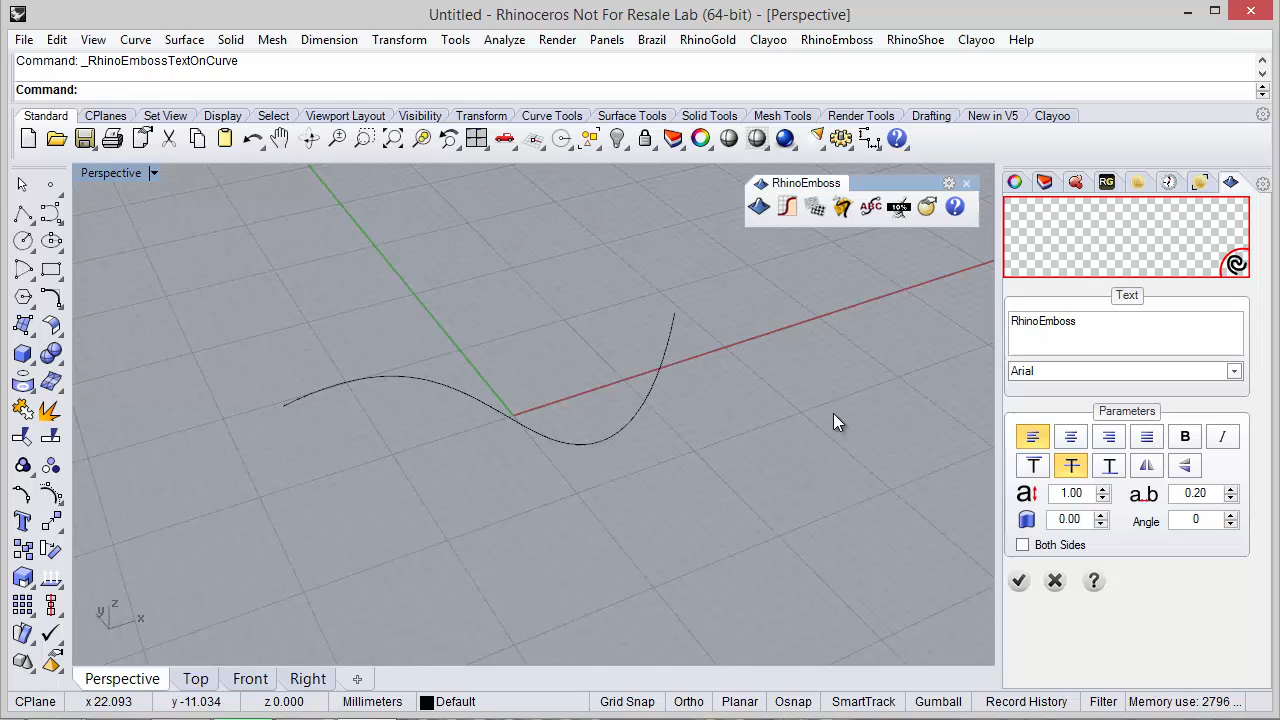 Untitled - Rhinoceros Not For Resale Lab (64-bit) - [Perspective]
File Edit View Curve Surface Solid Mesh Dimension Transform Tools Analyze Render Panels Brazil RhinoGold Clayoo RhinoEmboss RhinoShoe Clayoo Help
Command: _RhinoEmbossTextOnCurve
Command:
Standard CPlanes Set View Display Select Viewport Layout Visibility Transform Curve Tools Surface Tools Solid Tools Mesh Tools Render Tools Drafting New in V5 Clayoo
Perspective
RhinoEmboss
RG
ABC
10%
Text
RhinoEmboss
Arial
Parameters
B I
T T T
a 1.00 a_b 0.20
0.00 Angle 0
Both Sides
z
y x
Perspective Top Front Right
CPlane x 22.093 y -11.034 z 0.000 Millimeters Default Grid Snap Ortho Planar Osnap SmartTrack Gumball Record History Filter Memory use: 2796 ...